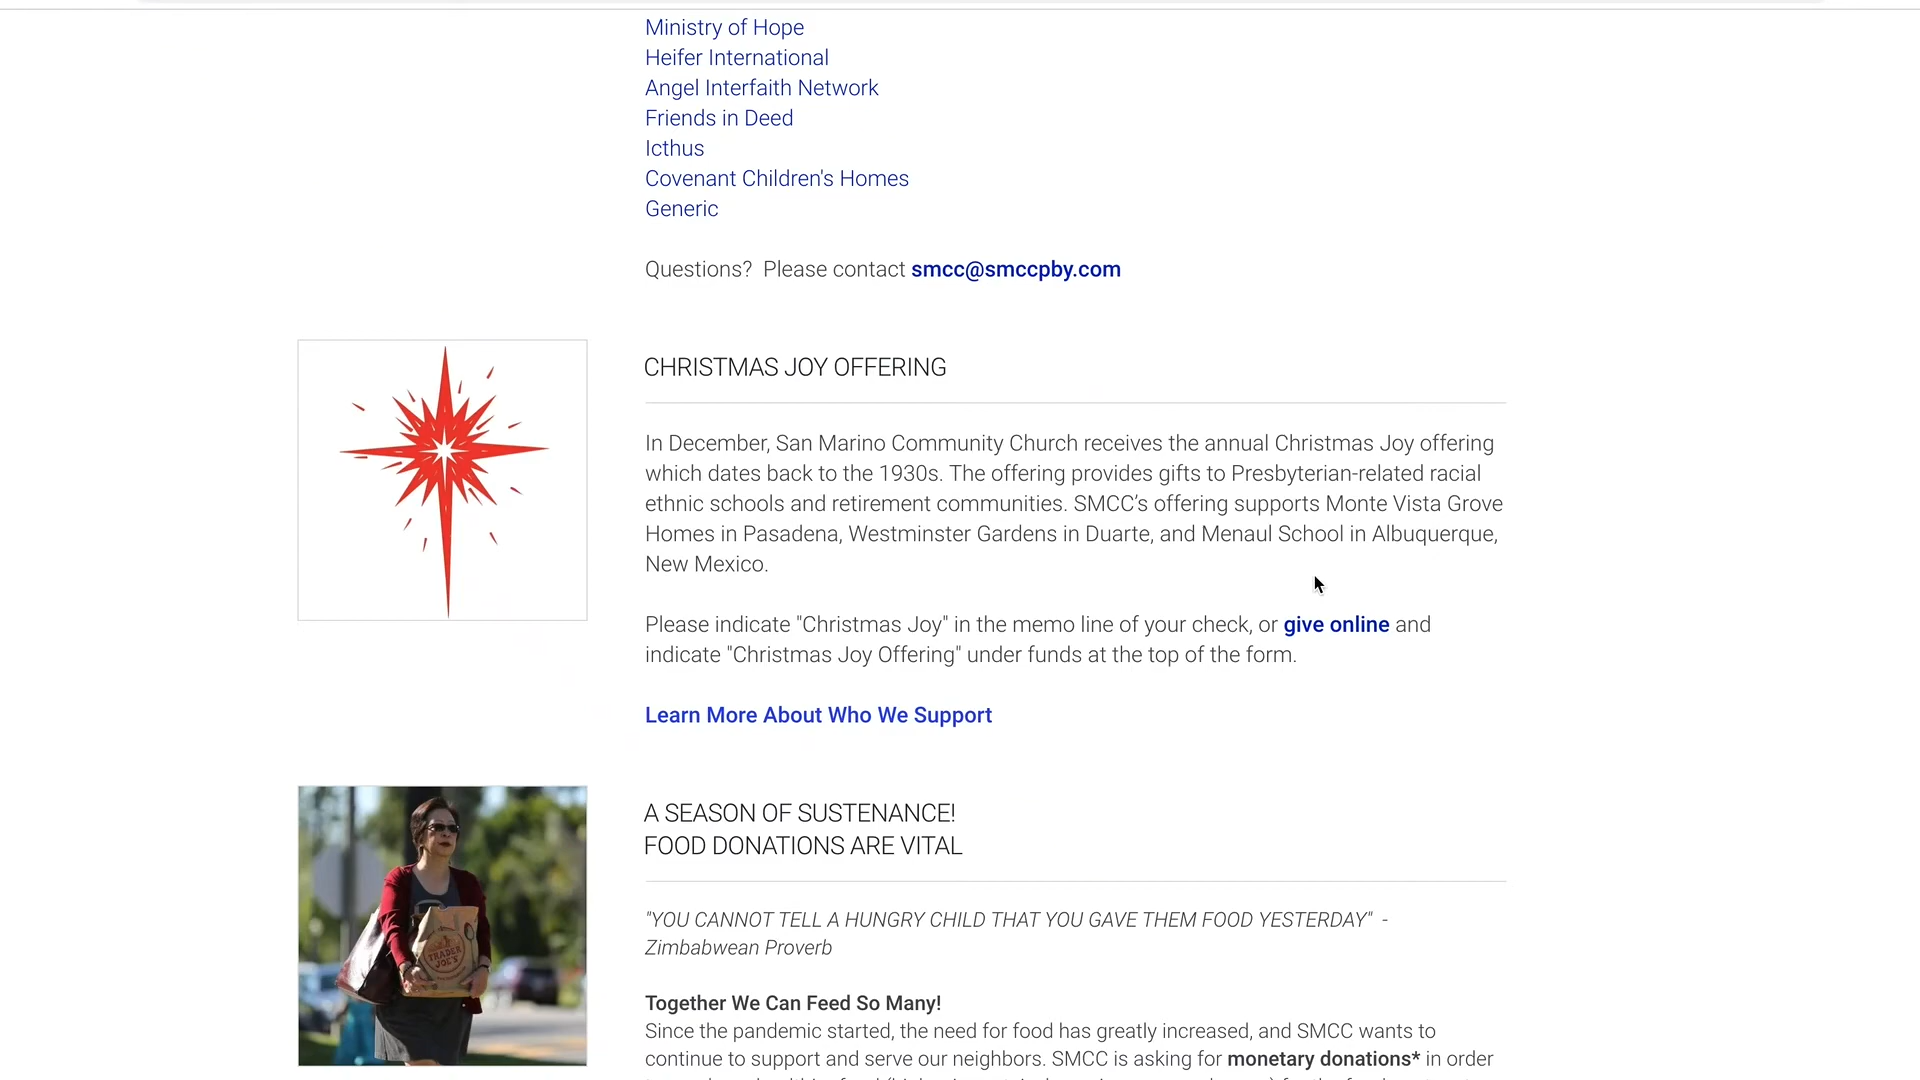 Ministry of Hope
Heifer International
Angel Interfaith Network
Friends in Deed
Icthus
Covenant Children's Homes
Generic
Questions?  Please contact smcc@smccpby.com
CHRISTMAS JOY OFFERING
In December, San Marino Community Church receives the annual Christmas Joy offering
which dates back to the 1930s. The offering provides gifts to Presbyterian-related racial
ethnic schools and retirement communities. SMCC’s offering supports Monte Vista Grove
Homes in Pasadena, Westminster Gardens in Duarte, and Menaul School in Albuquerque,
New Mexico.
Please indicate "Christmas Joy" in the memo line of your check, or give online and
indicate "Christmas Joy Offering" under funds at the top of the form.
Learn More About Who We Support
A SEASON OF SUSTENANCE!
FOOD DONATIONS ARE VITAL
"YOU CANNOT TELL A HUNGRY CHILD THAT YOU GAVE THEM FOOD YESTERDAY"  -
Zimbabwean Proverb
TRADER
JOE'S
Together We Can Feed So Many!
Since the pandemic started, the need for food has greatly increased, and SMCC wants to
continue to support and serve our neighbors. SMCC is asking for monetary donations* in order